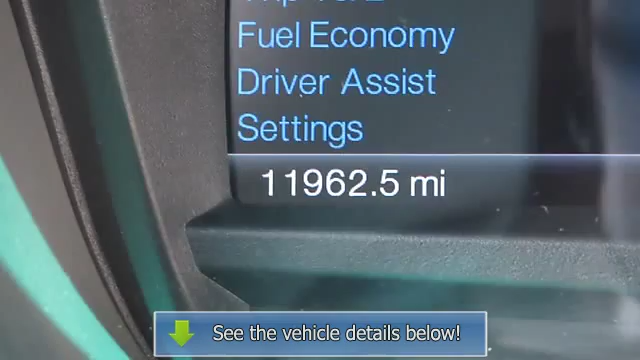 Fuel Economy
Driver Assist
Settings
11962.5 mi
See the vehicle details below!